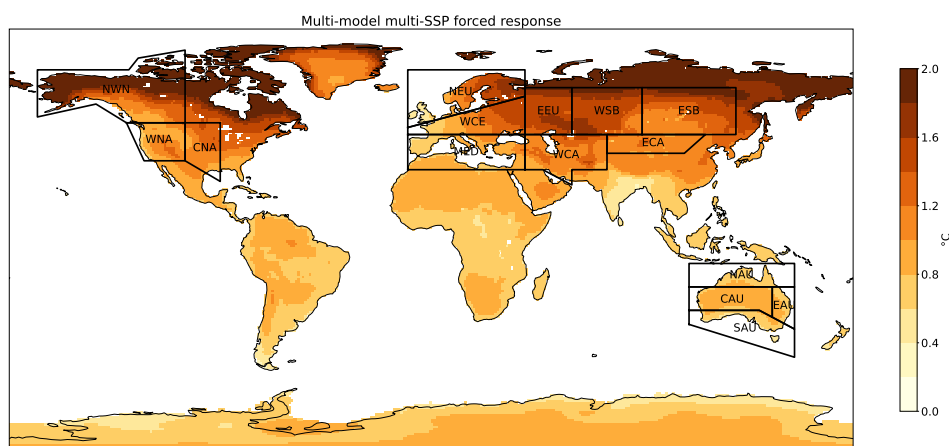 Multi-model multi-SSP forced response
NWN
NEU
WNA
CNA
WCE
EEU
WSB
ESB
MED
WCA
ECA
NAU
CAU
EAU
SAU
2.0
1.6
1.2
0.8
0.4
0.0
°C